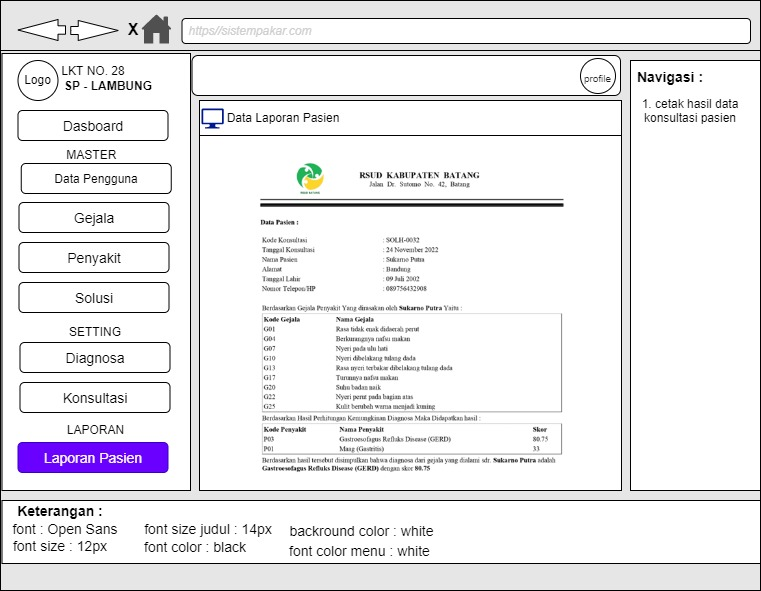 X
https//sistempakar.com
Logo
LKT NO. 28
SP - LAMBUNG
Dasboard
MASTER
Data Pengguna
Gejala
Penyakit
Solusi
SETTING
Diagnosa
Konsultasi
LAPORAN
Laporan Pasien
profile
Data Laporan Pasien
RSUD KABUPATEN BATANG
Jalan Dr. Sutomo No. 42, Batang
Data Pasien :
Kode Konsultasi : SOLH-0032
Tanggal Konsultasi : 24 November 2022
Nama Pasien : Sukarno Putra
Alamat : Bandung
Tanggal Lahir : 09 Juli 2002
Nomor Telepon/HP : 089756432908
Berdasarkan Gejala Penyakit Yang dirasakan oleh Sukarno Putra Yaitu :
Kode Gejala Nama Gejala
G01 Rasa tidak enak didaerah perut
G04 Berkurangnya nafsu makan
G07 Nyeri pada ulu hati
G10 Nyeri dibelakang tulang dada
G13 Rasa nyeri terbakar dibelakang tulang dada
G17 Turunnya nafsu makan
G20 Suhu badan naik
G22 Nyeri perut pada bagian atas
G25 Kulit berubah warna menjadi kuning
Berdasarkan Hasil Perhitungan Kemungkinan Diagnosa Maka Didapatkan hasil :
Kode Penyakit Nama Penyakit Skor
P03 Gastroesofagus Refluks Disease (GERD) 80.75
P01 Maag (Gastritis) 33
Berdasarkan hasil tersebut disimpulkan bahwa diagnosa dari gejala yang dialami sdr. Sukarno Putra adalah
Gastroesofagus Refluks Disease (GERD) dengan skor 80.75
Navigasi :
1. cetak hasil data
konsultasi pasien
Keterangan :
font : Open Sans
font size : 12px
font size judul : 14px
font color : black
backround color : white
font color menu : white